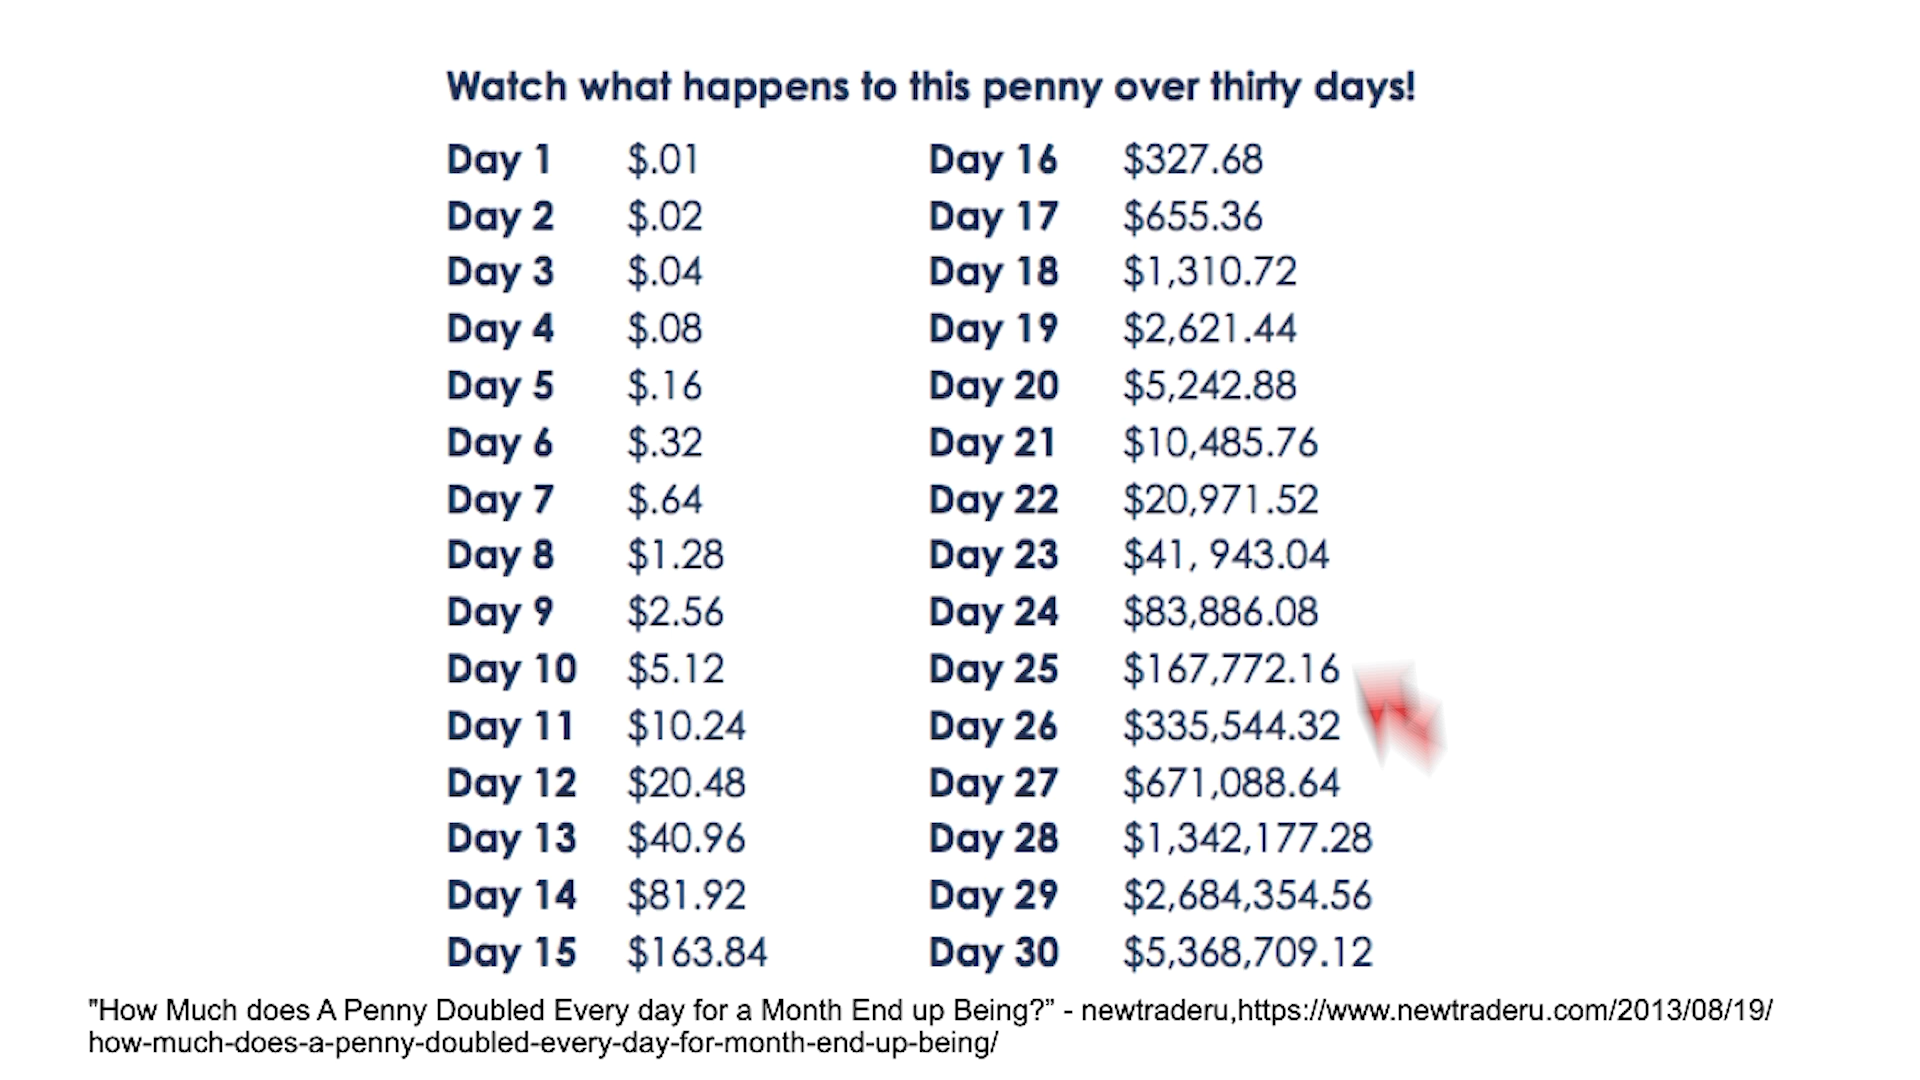 Watch what happens to this penny over thirty days!
Day 1 $.01 Day 16 $327.68
Day 2 $.02 Day 17 $655.36
Day 3 $.04 Day 18 $1,310.72
Day 4 $.08 Day 19 $2,621.44
Day 5 $.16 Day 20 $5,242.88
Day 6 $.32 Day 21 $10,485.76
Day 7 $.64 Day 22 $20,971.52
Day 8 $1.28 Day 23 $41, 943.04
Day 9 $2.56 Day 24 $83,886.08
Day 10 $5.12 Day 25 $167,772.16
Day 11 $10.24 Day 26 $335,544.32
Day 12 $20.48 Day 27 $671,088.64
Day 13 $40.96 Day 28 $1,342,177.28
Day 14 $81.92 Day 29 $2,684,354.56
Day 15 $163.84 Day 30 $5,368,709.12
"How Much does A Penny Doubled Every day for a Month End up Being?” - newtraderu,https://www.newtraderu.com/2013/08/19/
how-much-does-a-penny-doubled-every-day-for-month-end-up-being/